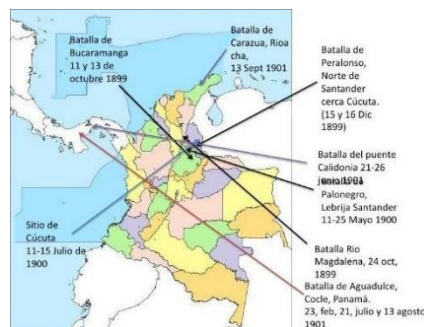 Batalla de
Bucaramanga
11 y 13 de
octubre 1899
Batalla de
Carazua, Rioa
cha,
13 Sept 1901
Batalla de
Peralonso,
Norte de
Santander
cerca Cúcuta.
(15 y 16 Dic
1899)
Batalla del puente
Calidonia 21-26
Palonegro,
Lebrija Santander
11-25 Mayo 1900
Sitio de
Cúcuta
11-15 Julio de
1900
Batalla Rio
Magdalena, 24 oct,
1899
Batalla de Aguadulce,
Cocle, Panamá.
23, feb, 21, julio y 13 agosto
1901